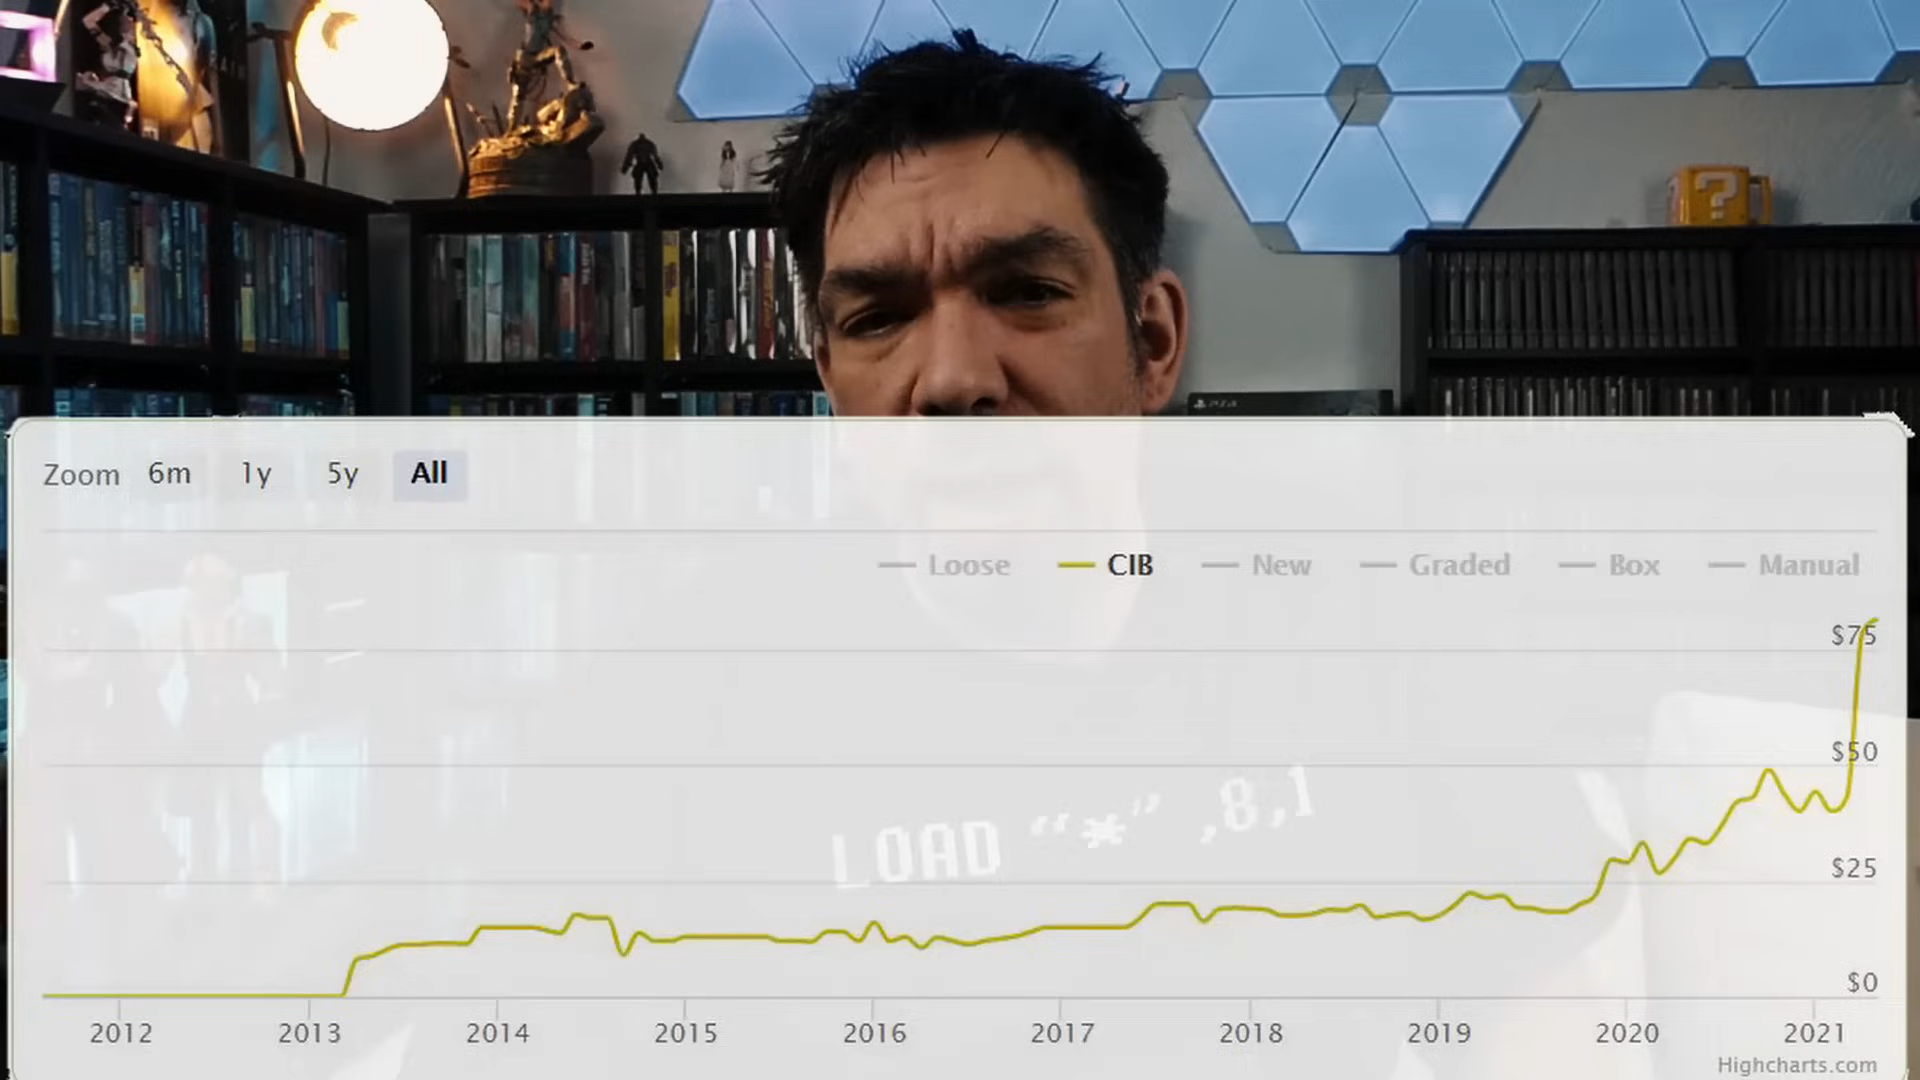 PS4
Zoom 6m 1y 5y All
Loose CIB New Graded Box Manual
$75
$50
LOAD “*” ,8,1
$25
$0
2012 2013 2014 2015 2016 2017 2018 2019 2020 2021
Highcharts.com